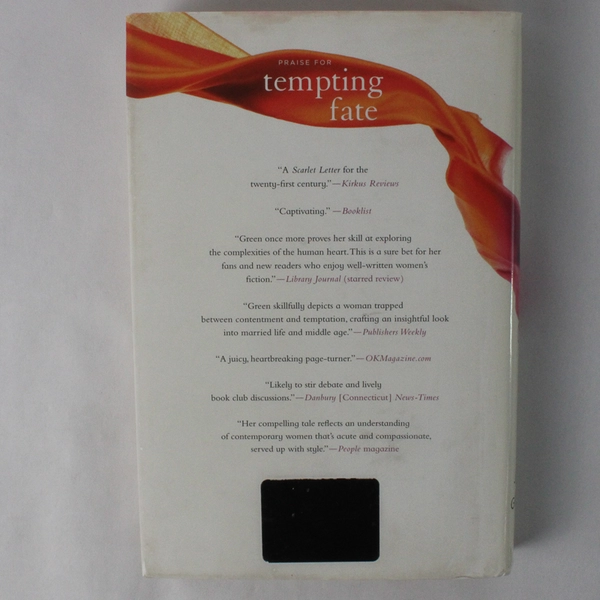 PRAISE FOR
tempting
fate
“A Scarlet Letter for the
twenty-first century.”—Kirkus Reviews
“Captivating.” —Booklist
“Green once more proves her skill at exploring
the complexities of the human heart. This is a sure bet for her
fans and new readers who enjoy well-written women’s
fiction.”—Library Journal (starred review)
“Green skillfully depicts a woman trapped
between contentment and temptation, crafting an insightful look
into married life and middle age.”—Publishers Weekly
“A juicy, heartbreaking page-turner.”—OKMagazine.com
“Likely to stir debate and lively
book club discussions.”—Danbury [Connecticut] News-Times
“Her compelling tale reflects an understanding
of contemporary women that’s acute and compassionate,
served up with style.”—People magazine